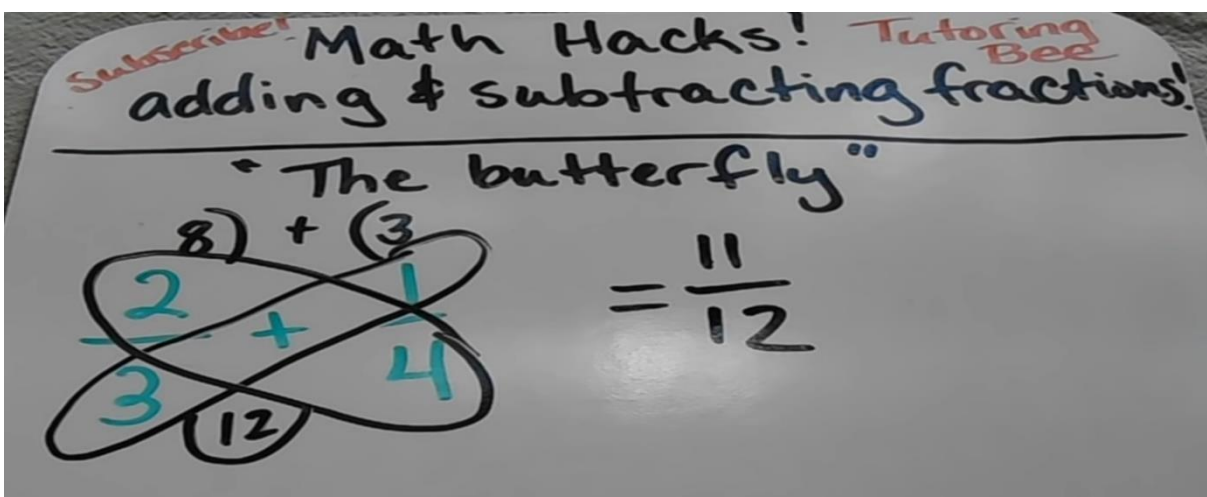 Subscribe! Math Hacks! Tutoring Bee
adding & subtracting fractions!
"The butterfly"
8) + (3
2/3 + 1/4 = 11/12
12